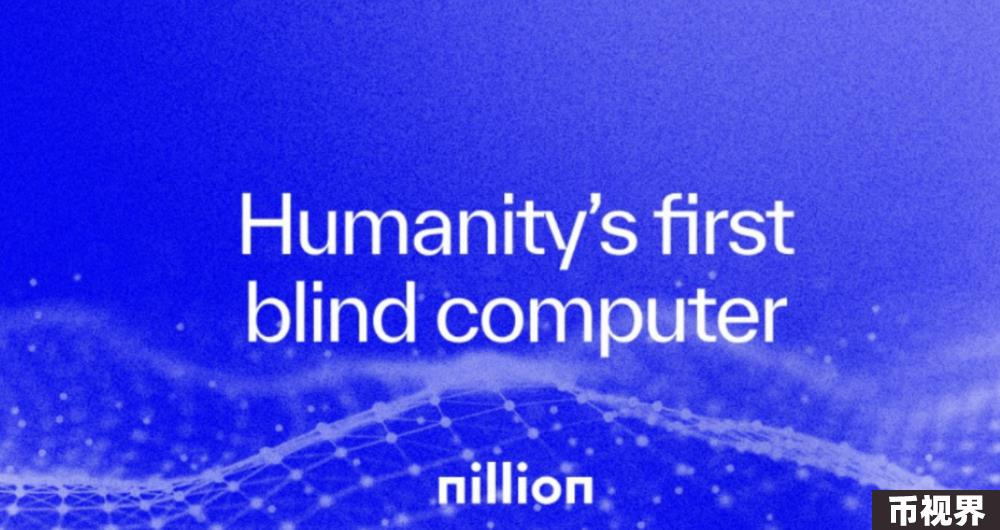 Humanity’s first
blind computer
nillion
币视界